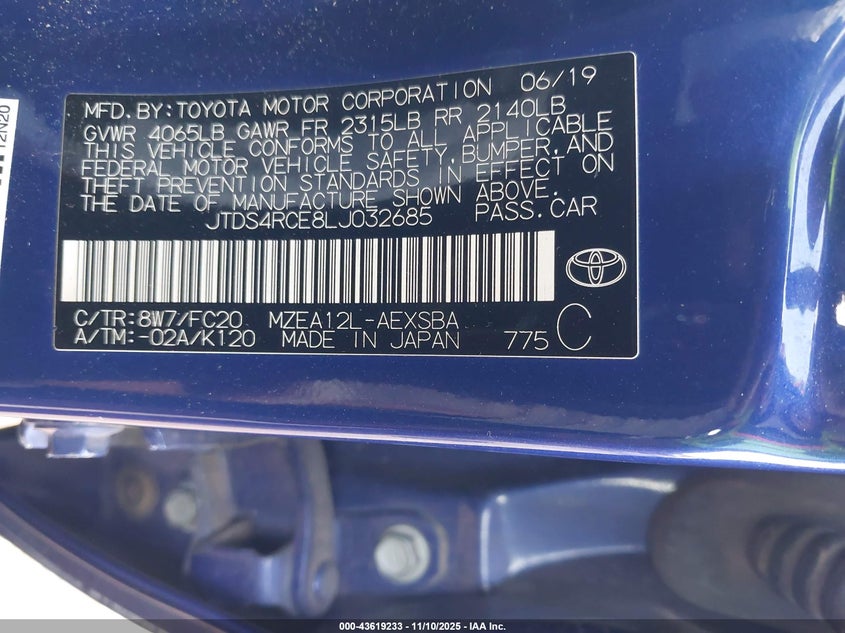 MFD.BY:TOYOTA MOTOR CORPORATION 06/19
GVWR 4065LB GAWR FR 2315LB RR 2140LB
THIS VEHICLE CONFORMS TO ALL APPLICABLE
FEDERAL MOTOR VEHICLE SAFETY,BUMPER,AND
THEFT PREVENTION STANDARDS IN EFFECT ON
THE DATE OF MANUFACTURE SHOWN ABOVE.
JTDS4RCE8LJ032685 PASS.CAR
C/TR:8W7/FC20 MZEA12L-AEXSBA
A/TM:-02A/K120 MADE IN JAPAN 775 C
12N20
000-43619233 - 11/10/2025 - IAA Inc.